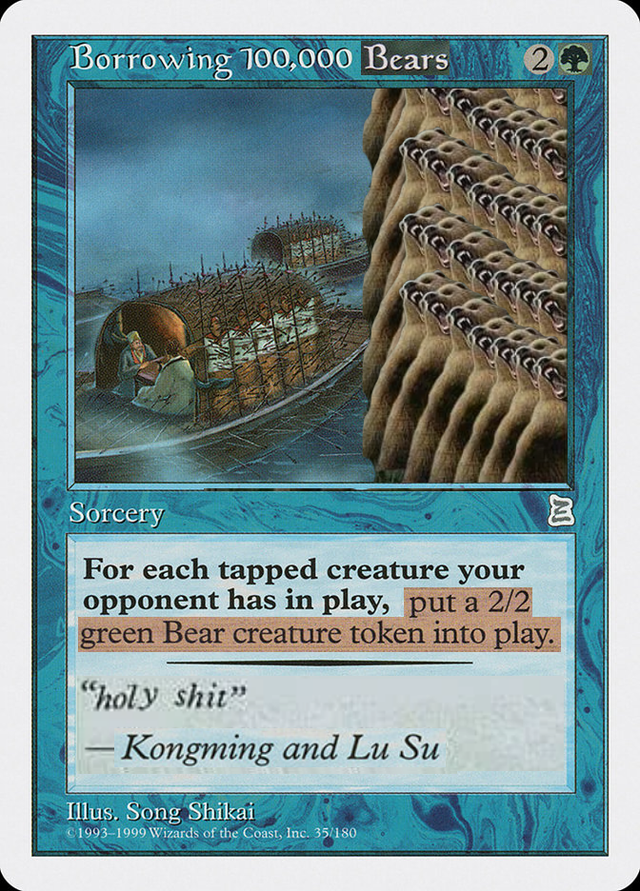 Borrowing 100,000 Bears 2
Sorcery
For each tapped creature your
opponent has in play, put a 2/2
green Bear creature token into play.
“holy shit”
— Kongming and Lu Su
Illus. Song Shikai
©1993–1999 Wizards of the Coast, Inc. 35/180